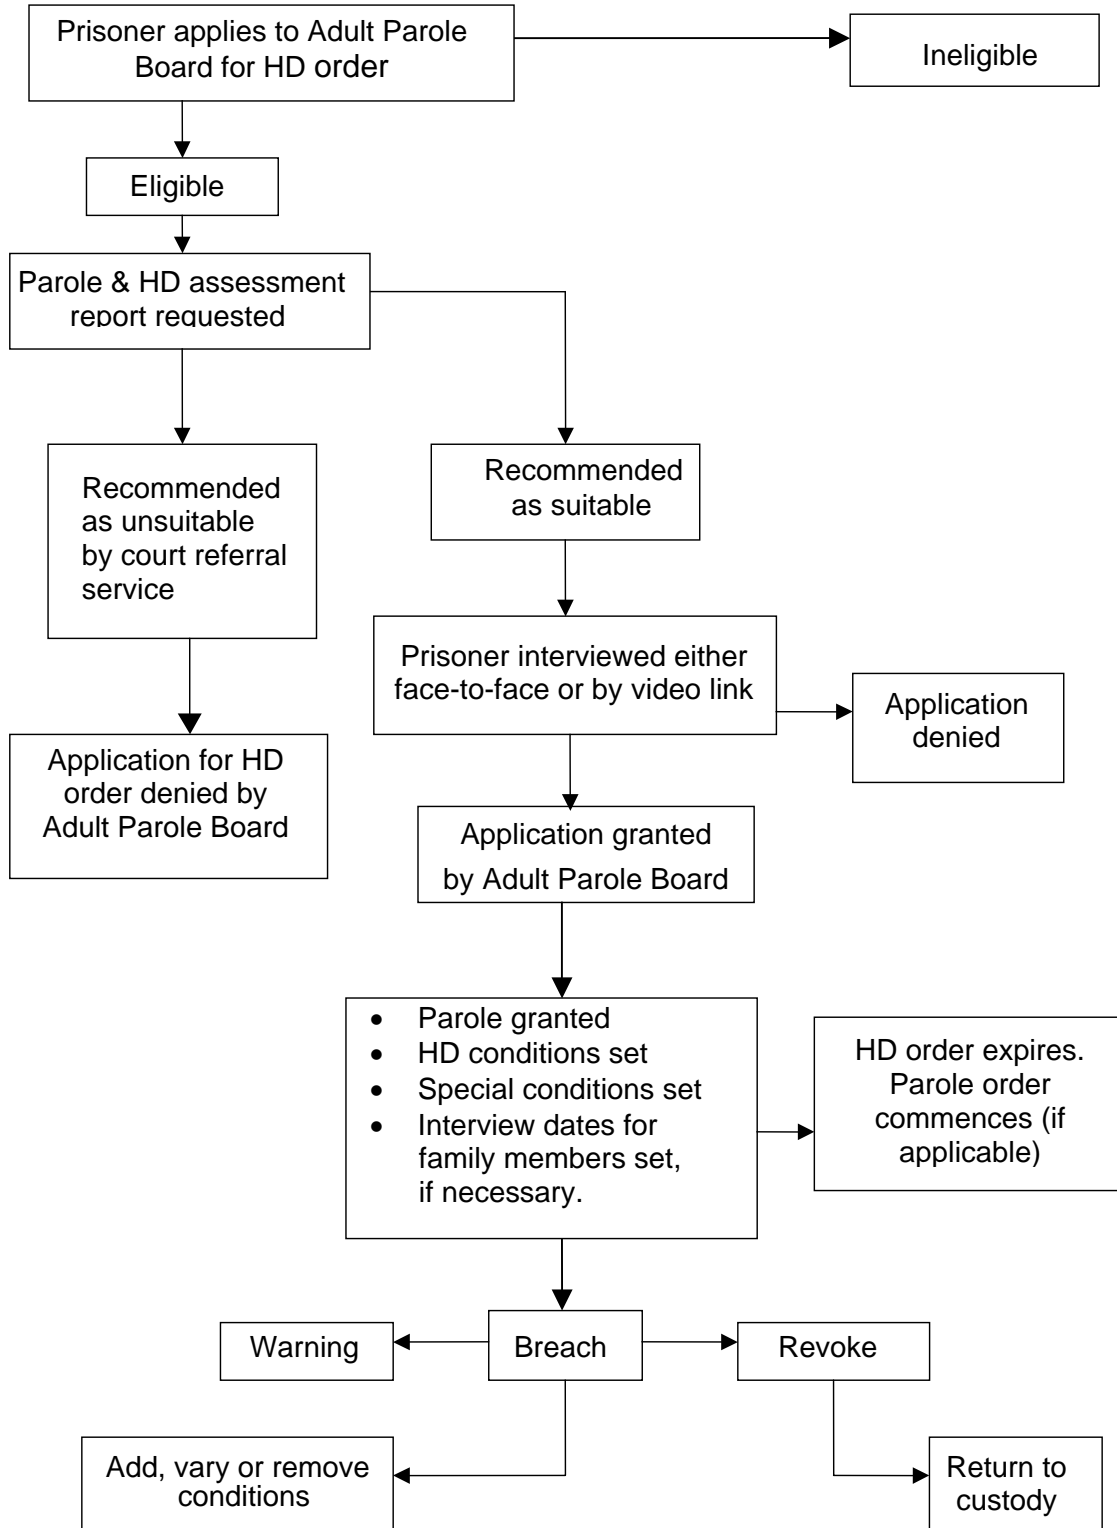 Prisoner applies to Adult Parole
Board for HD order
Ineligible
Eligible
Parole & HD assessment
report requested
Recommended
as unsuitable
by court referral
service
Recommended
as suitable
Prisoner interviewed either
face-to-face or by video link
Application
denied
Application for HD
order denied by
Adult Parole Board
Application granted
by Adult Parole Board
• Parole granted
• HD conditions set
• Special conditions set
• Interview dates for
family members set,
if necessary.
HD order expires.
Parole order
commences (if
applicable)
Warning
Breach
Revoke
Add, vary or remove
conditions
Return to
custody